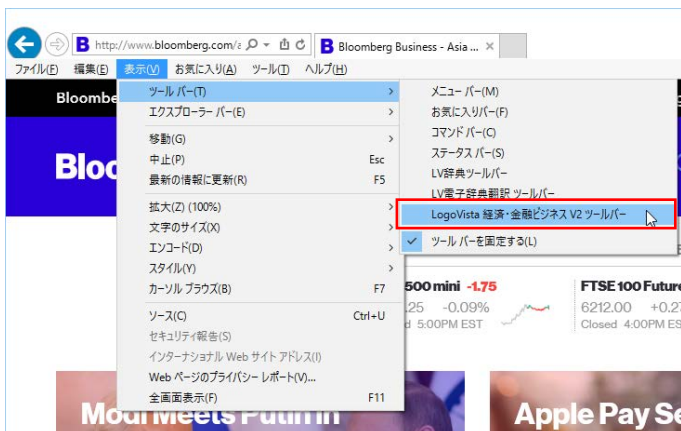 http://www.bloomberg.com/a
Bloomberg Business - Asia ...
ファイル(F) 編集(E) 表示(V) お気に入り(A) ツール(T) ヘルプ(H)
Bloombe
Bloo
ツール バー(T)
エクスプローラー バー(E)
移動(G)
中止(P) Esc
最新の情報に更新(R) F5
拡大(Z) (100%)
文字のサイズ(X)
エンコード(D)
スタイル(Y)
カーソル ブラウズ(B) F7
ソース(C) Ctrl+U
セキュリティ報告(S)
インターナショナル Web サイト アドレス(I)
Web ページのプライバシー レポート(V)...
全画面表示(F) F11
メニュー バー(M)
お気に入りバー(F)
コマンド バー(C)
ステータス バー(S)
LV辞典ツールバー
LV電子辞典翻訳 ツールバー
LogoVista 経済・金融ビジネス V2 ツールバー
ツール バーを固定する(L)
500 mini -1.75
.25 -0.09%
d 5:00PM EST
FTSE 100 Future
6212.00 +0.27
Closed 4:00PM ES
Modi Meets Putin in
Apple Pay Se